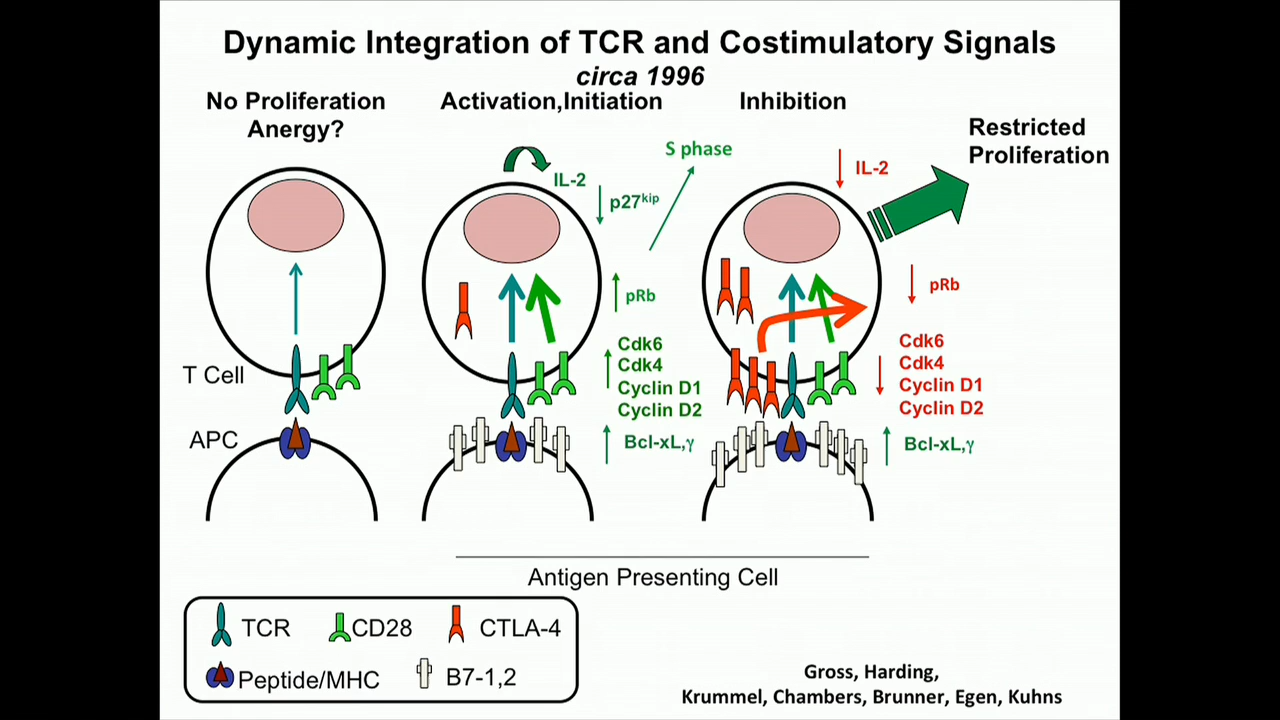 Dynamic Integration of TCR and Costimulatory Signals
circa 1996
No Proliferation
Anergy?
Activation,Initiation
Inhibition
Restricted
Proliferation
S phase
IL-2
p27kip
pRb
Cdk6
Cdk4
Cyclin D1
Cyclin D2
Bcl-xL,γ
IL-2
pRb
Cdk6
Cdk4
Cyclin D1
Cyclin D2
Bcl-xL,γ
T Cell
APC
Antigen Presenting Cell
TCR
CD28
CTLA-4
Peptide/MHC
B7-1,2
Gross, Harding,
Krummel, Chambers, Brunner, Egen, Kuhns